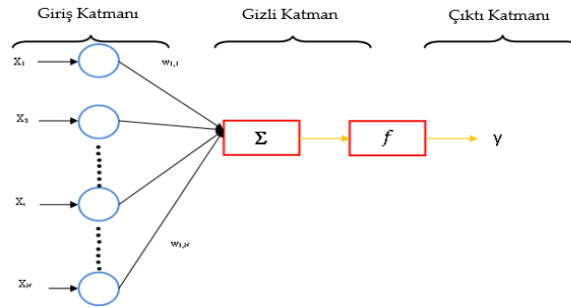 Giriş Katmanı
Gizli Katman
Çıktı Katmanı
X₁
w₁,₁
X₂
Σ
f
y
Xᵢ
w₁,N
XN